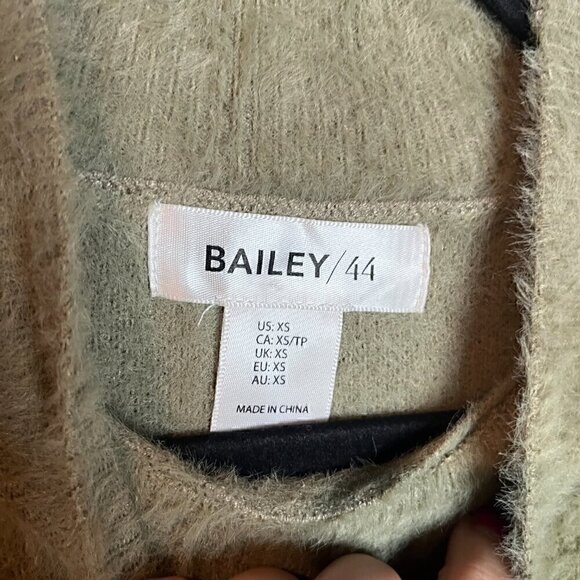 BAILEY/44
US: XS
CA: XS/TP
UK: XS
EU: XS
AU: XS
MADE IN CHINA